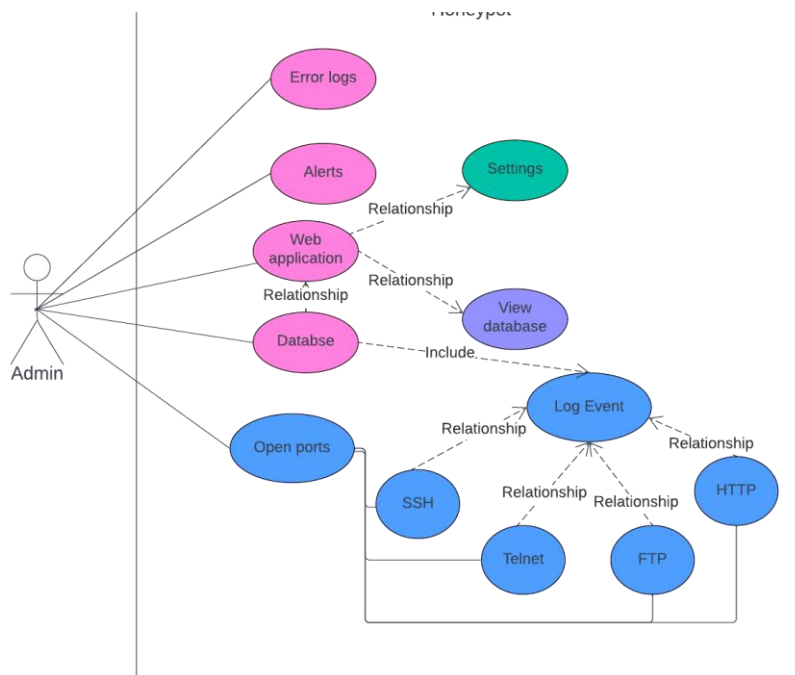 Honeypot
Error logs
Alerts
Settings
Relationship
Web
application
Relationship
Relationship
View
database
Databse
Include
Admin
Log Event
Relationship
Relationship
Open ports
Relationship
Relationship
SSH
HTTP
Telnet
FTP